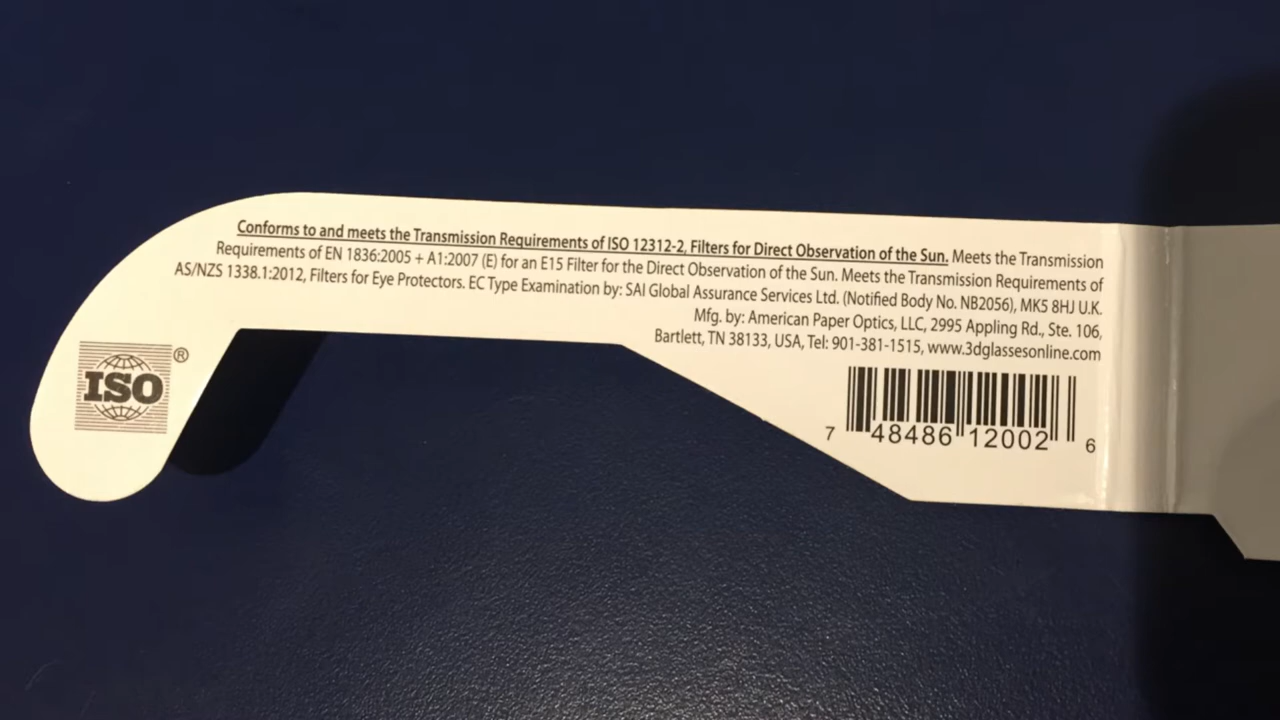 Conforms to and meets the Transmission Requirements of ISO 12312-2, Filters for Direct Observation of the Sun. Meets the Transmission
Requirements of EN 1836:2005 + A1:2007 (E) for an E15 Filter for the Direct Observation of the Sun. Meets the Transmission Requirements of
AS/NZS 1338.1:2012, Filters for Eye Protectors. EC Type Examination by: SAI Global Assurance Services Ltd. (Notified Body No. NB2056), MK5 8HJ U.K.
Mfg. by: American Paper Optics, LLC, 2995 Appling Rd., Ste. 106,
Bartlett, TN 38133, USA, Tel: 901-381-1515, www.3dglassesonline.com
ISO ®
7 48486 12002 6